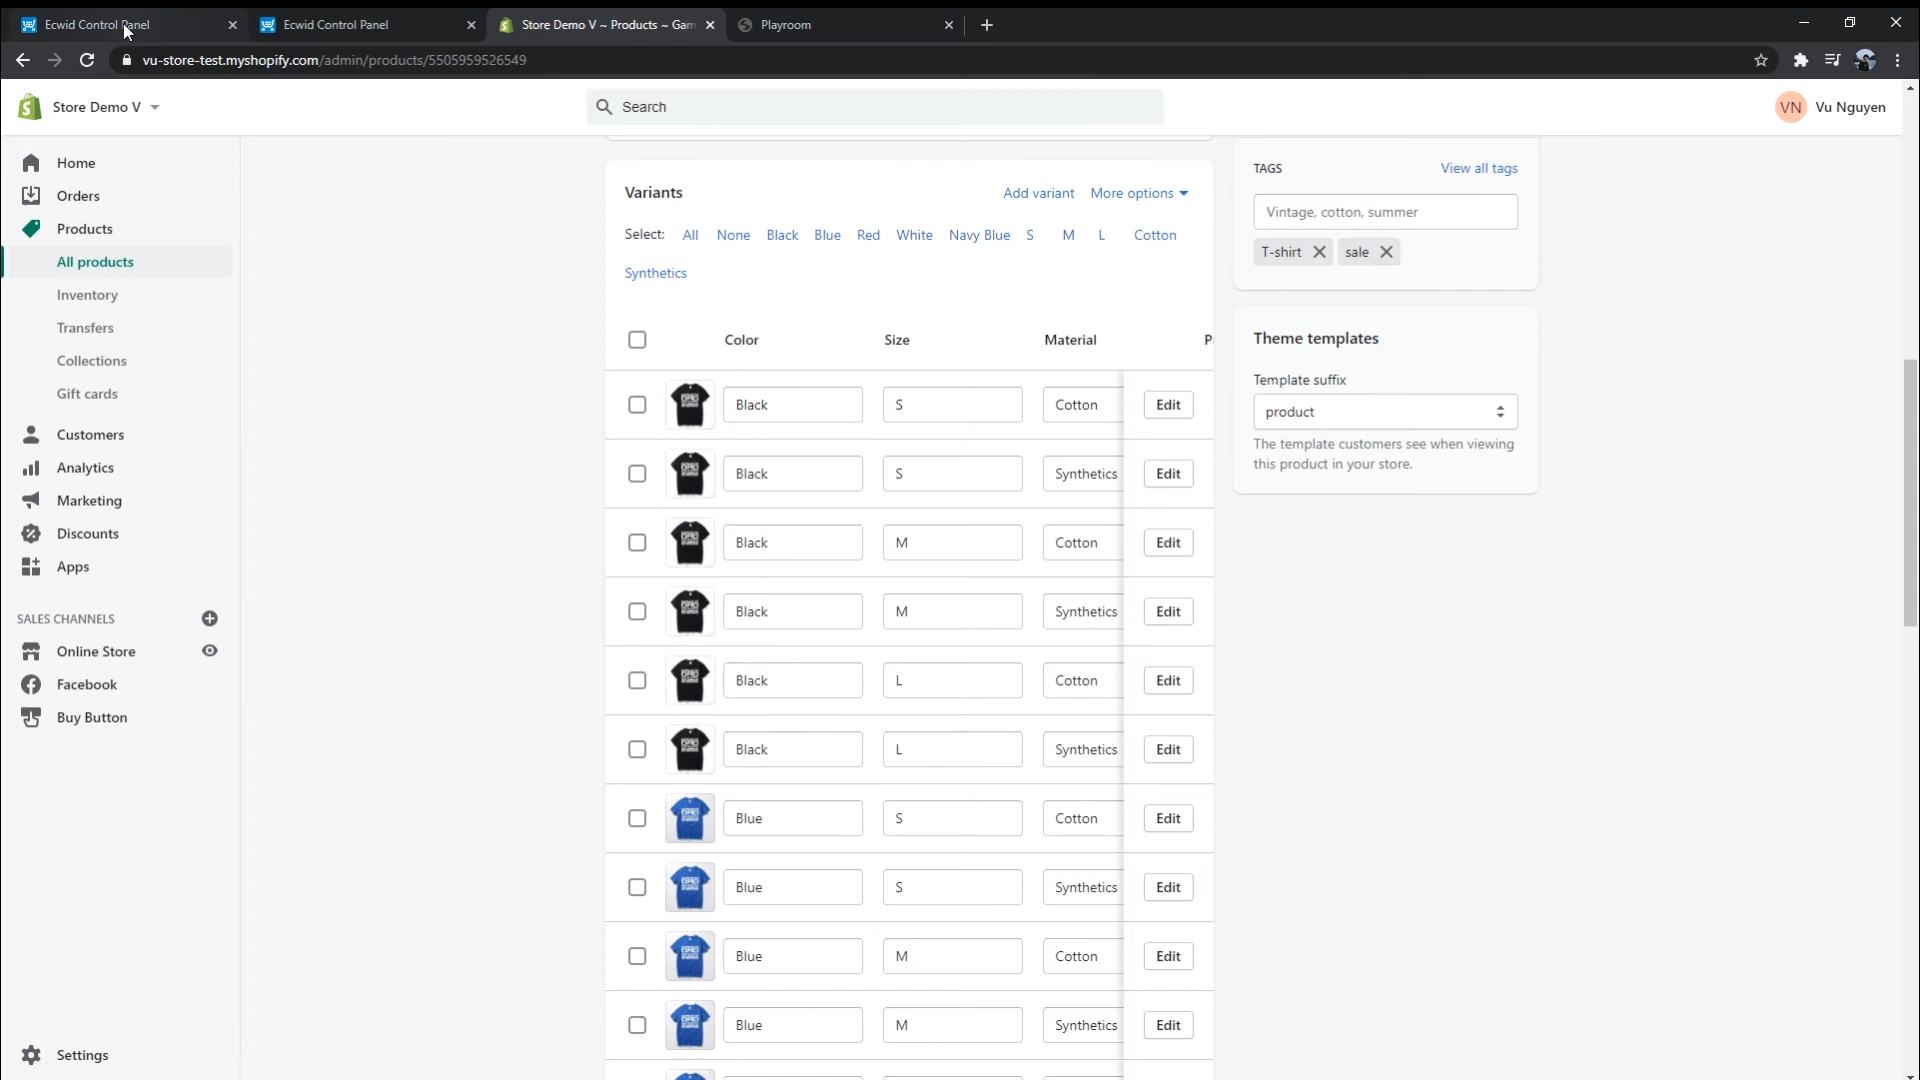 Ecwid Control Panel
Ecwid Control Panel
Store Demo V ~ Products ~ Gam
Playroom
vu-store-test.myshopify.com/admin/products/5505959526549
Store Demo V
Search
VN Vu Nguyen
Home
Orders
Products
All products
Inventory
Transfers
Collections
Gift cards
Customers
Analytics
Marketing
Discounts
Apps
SALES CHANNELS
Online Store
Facebook
Buy Button
Settings
Variants
Add variant More options
Select: All None Black Blue Red White Navy Blue S M L Cotton
Synthetics
Color Size Material P
Black S Cotton Edit
Black S Synthetics Edit
Black M Cotton Edit
Black M Synthetics Edit
Black L Cotton Edit
Black L Synthetics Edit
Blue S Cotton Edit
Blue S Synthetics Edit
Blue M Cotton Edit
Blue M Synthetics Edit
TAGS View all tags
Vintage, cotton, summer
T-shirt sale
Theme templates
Template suffix
product
The template customers see when viewing
this product in your store.